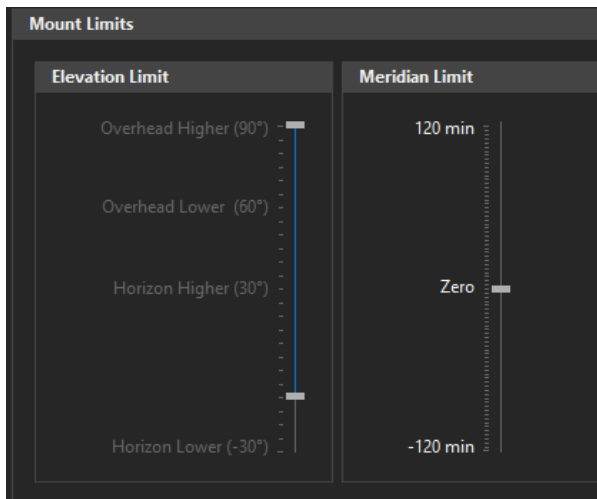 Mount Limits
Elevation Limit
Overhead Higher (90°)
Overhead Lower (60°)
Horizon Higher (30°)
Horizon Lower (-30°)
Meridian Limit
120 min
Zero
-120 min